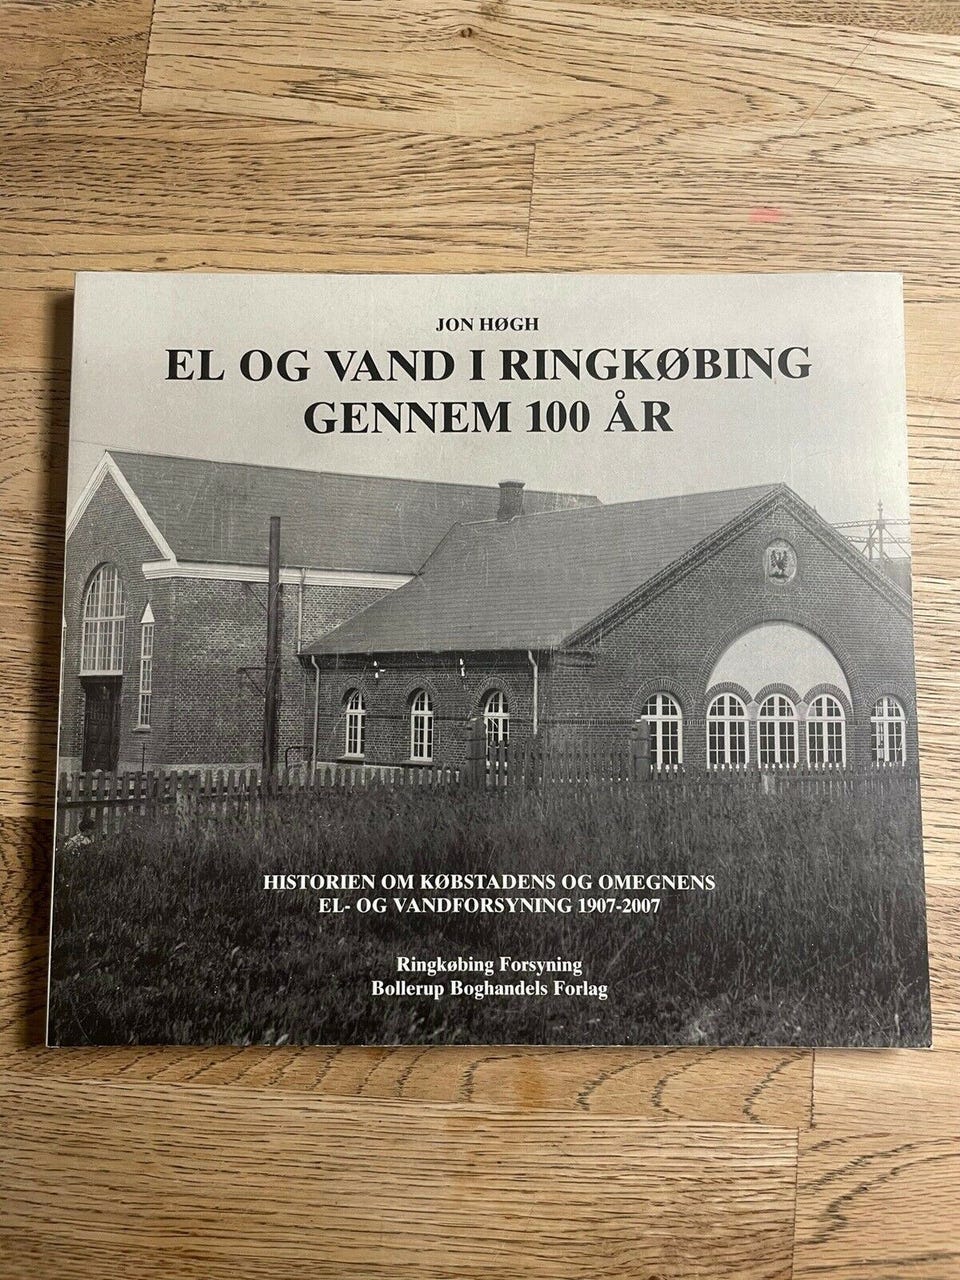 JON HØGH
EL OG VAND I RINGKØBING
GENNEM 100 ÅR
HISTORIEN OM KØBSTADENS OG OMEGNENS
EL- OG VANDFORSYNING 1907-2007
Ringkøbing Forsyning
Bollerup Boghandels Forlag